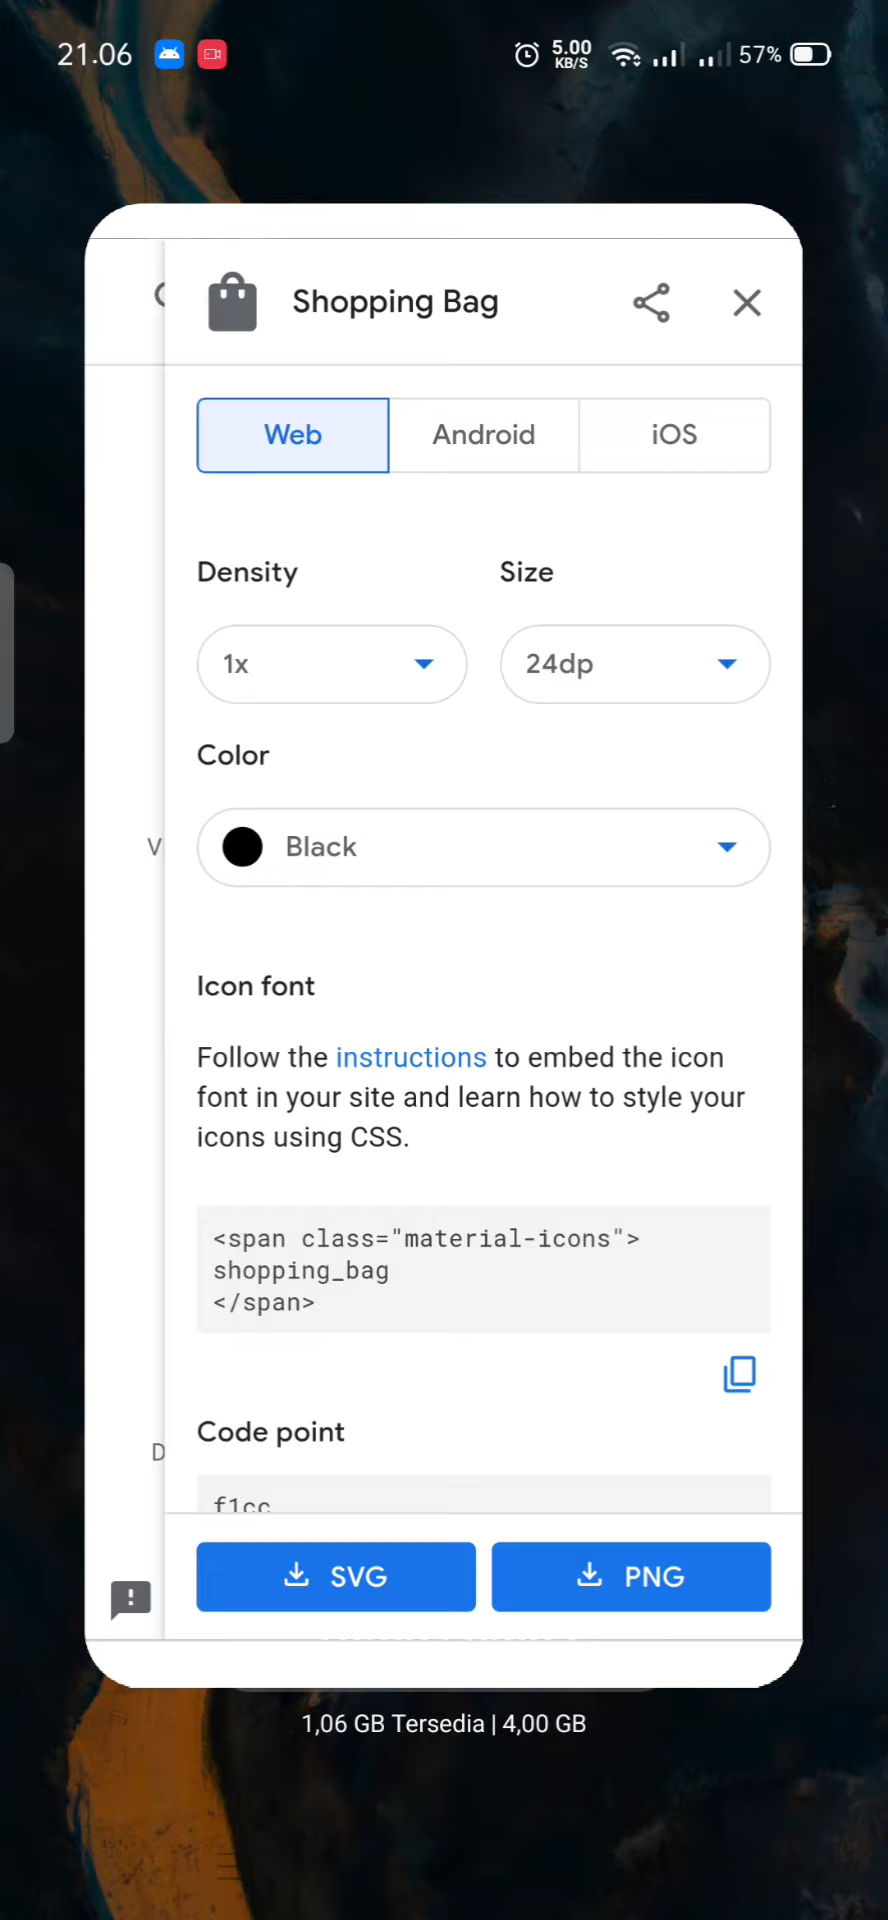 21.06
5.00
KB/S
57%
Shopping Bag
Web
Android
iOS
Density
Size
1x
24dp
Color
V
Black
Icon font
Follow the instructions to embed the icon
font in your site and learn how to style your
icons using CSS.
<span class="material-icons">
shopping_bag
</span>
Code point
D
f1cc
SVG
PNG
1,06 GB Tersedia | 4,00 GB